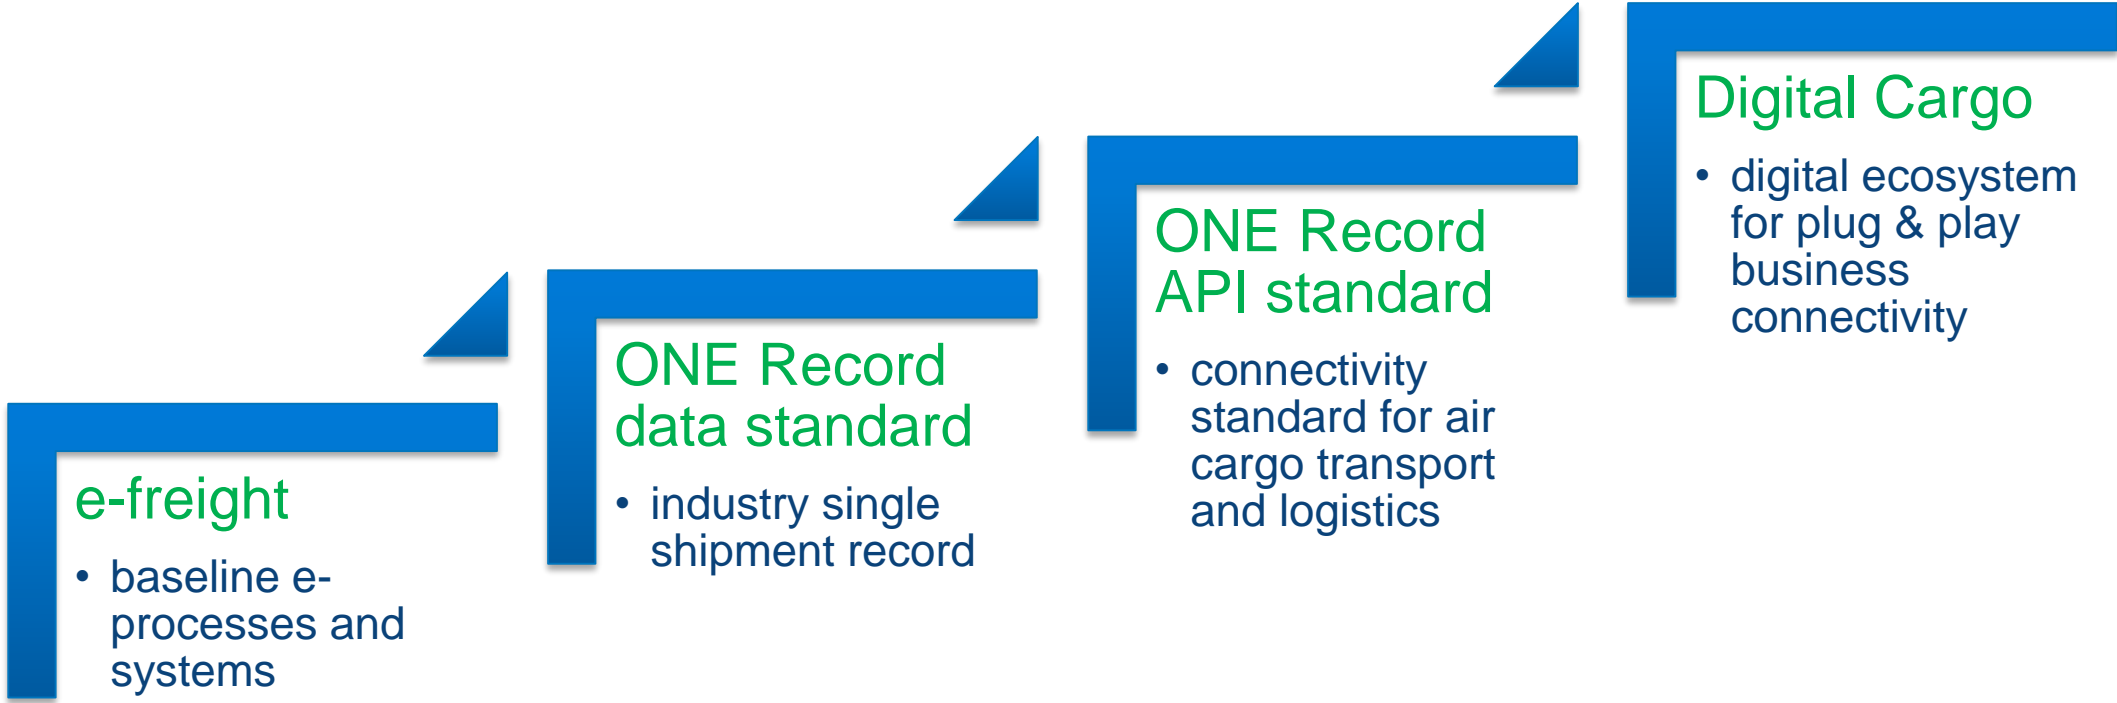 e-freight
• baseline e-
processes and
systems
ONE Record
data standard
• industry single
shipment record
ONE Record
API standard
• connectivity
standard for air
cargo transport
and logistics
Digital Cargo
• digital ecosystem
for plug & play
business
connectivity